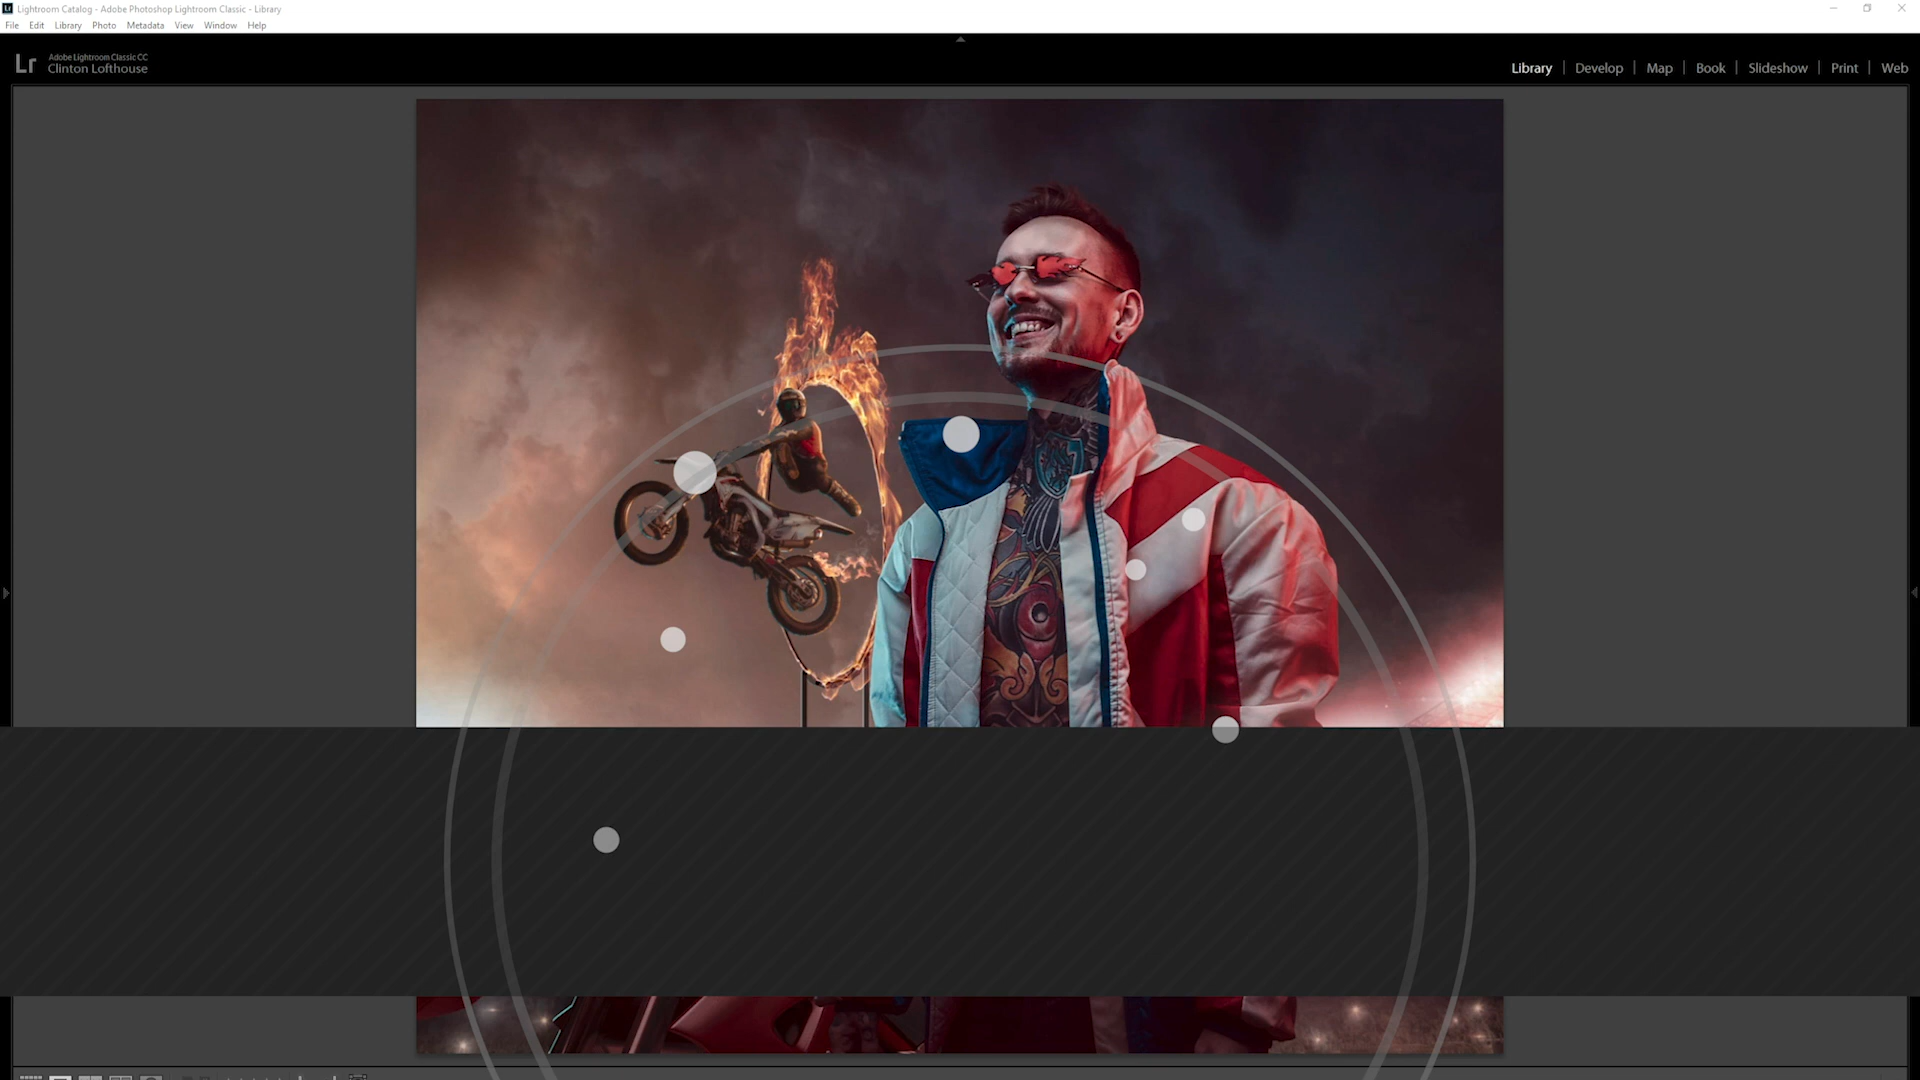 Lightroom Catalog - Adobe Photoshop Lightroom Classic - Library
File Edit Library Photo Metadata View Window Help
Lr Adobe Lightroom Classic CC
Clinton Lofthouse
Library | Develop | Map | Book | Slideshow | Print | Web